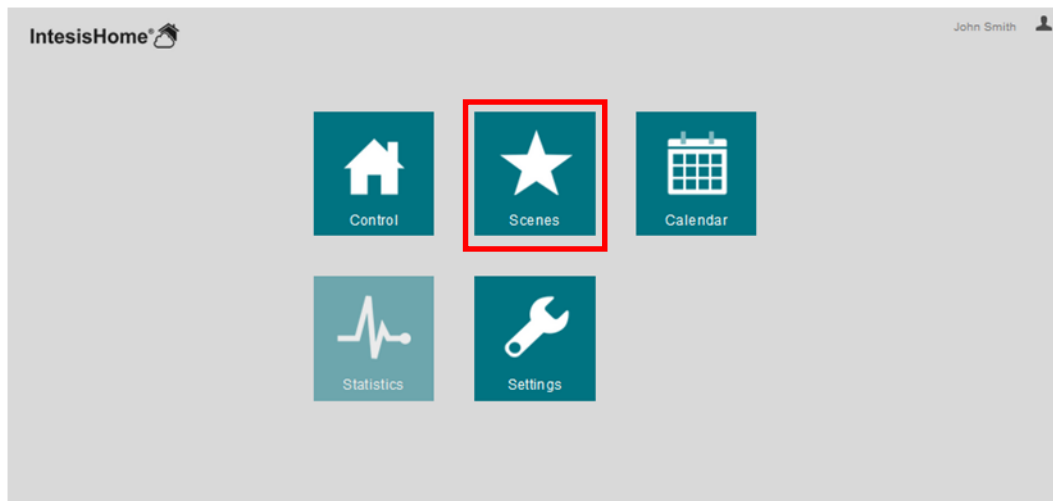 IntesisHome®
John Smith
Control
Scenes
Calendar
Statistics
Settings